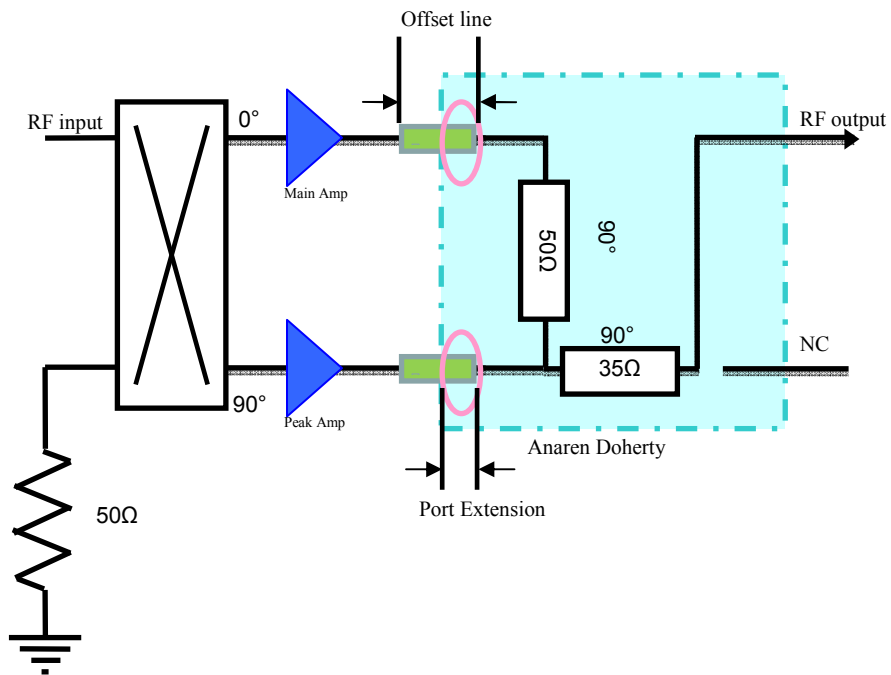 Offset line
RF input
0°
RF output
Main Amp
50Ω
90°
90°
35Ω
NC
90°
Peak Amp
Anaren Doherty
Port Extension
50Ω